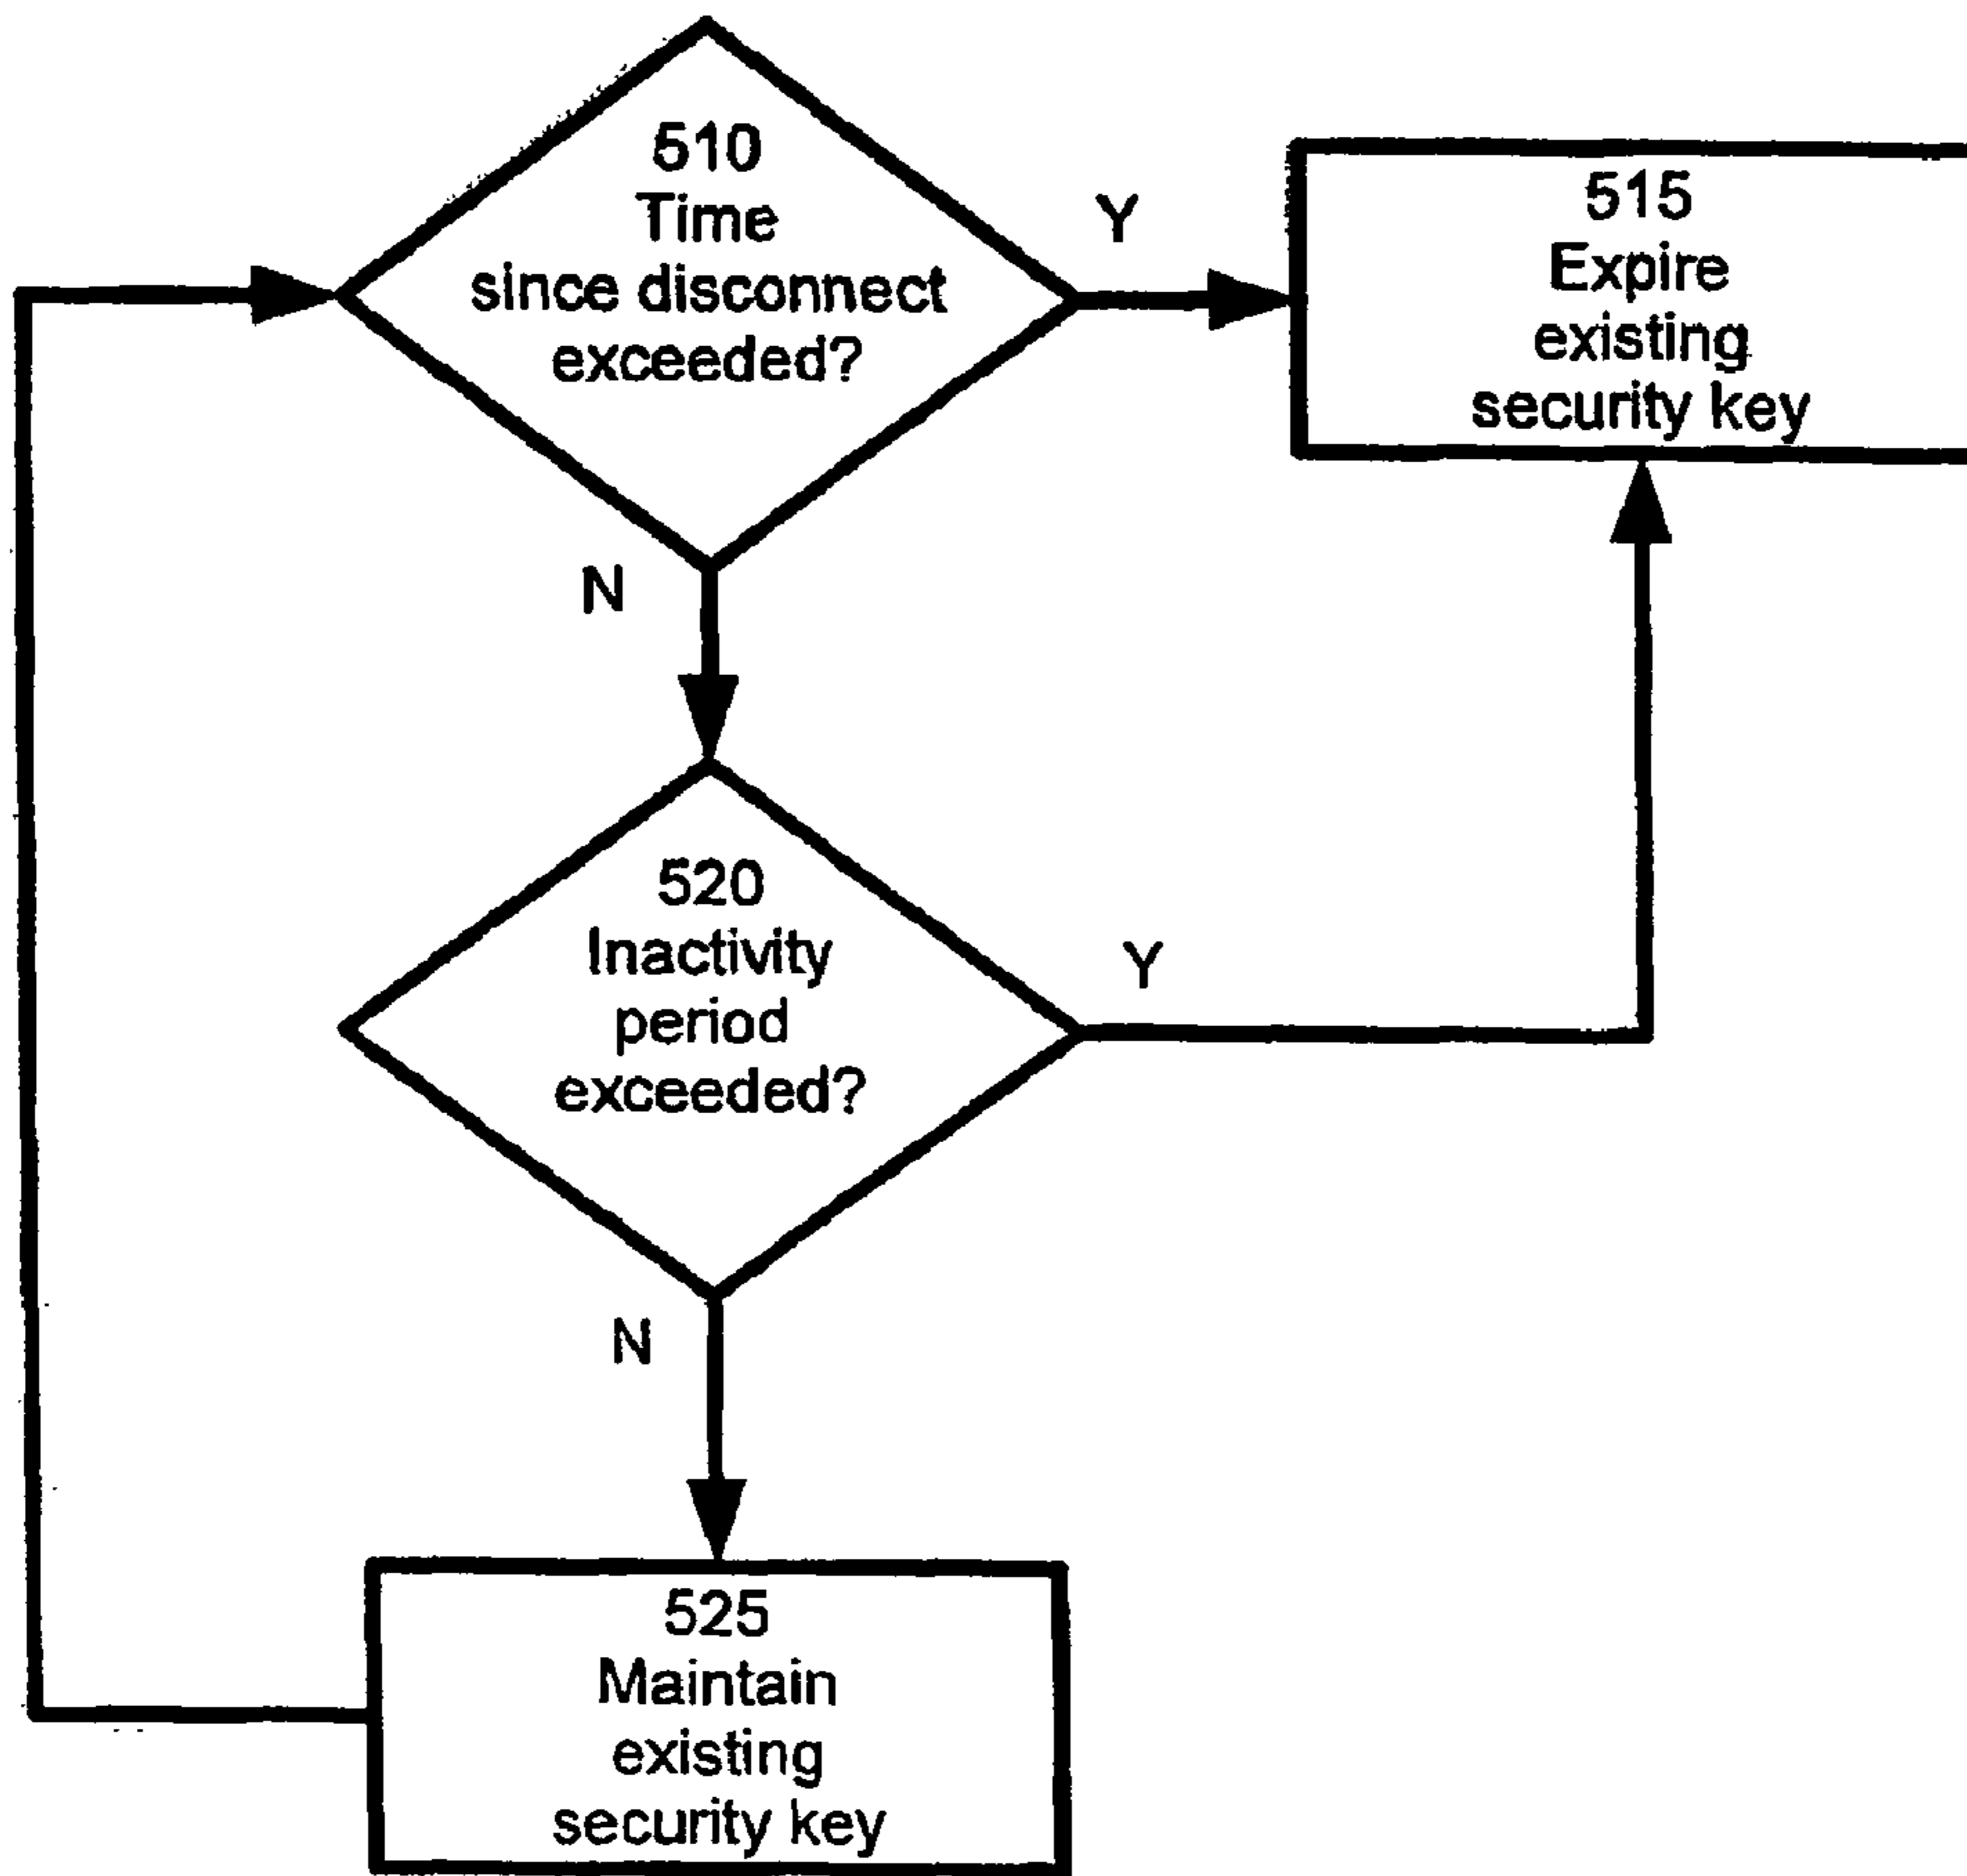 510
Time
since disconnect
exceeded?
Y
515
Expire
existing
security key
N
520
Inactivity
period
exceeded?
Y
N
525
Maintain
existing
security key